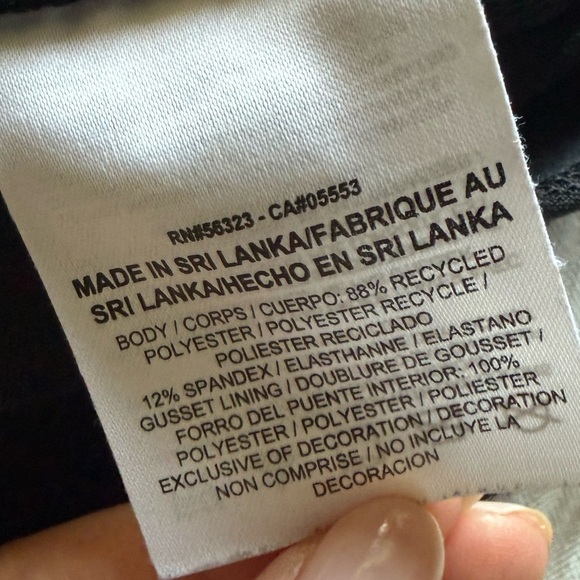 RN#56323 - CA#05553
MADE IN SRI LANKA/FABRIQUE AU
SRI LANKA/HECHO EN SRI LANKA
BODY / CORPS / CUERPO: 88% RECYCLED
POLYESTER / POLYESTER RECYCLE /
POLIESTER RECICLADO
12% SPANDEX / ELASTHANNE / ELASTANO
GUSSET LINING / DOUBLURE DE GOUSSET /
FORRO DEL PUENTE INTERIOR: 100%
POLYESTER / POLYESTER / POLIESTER
EXCLUSIVE OF DECORATION / DECORATION
NON COMPRISE / NO INCLUYE LA
DECORACION